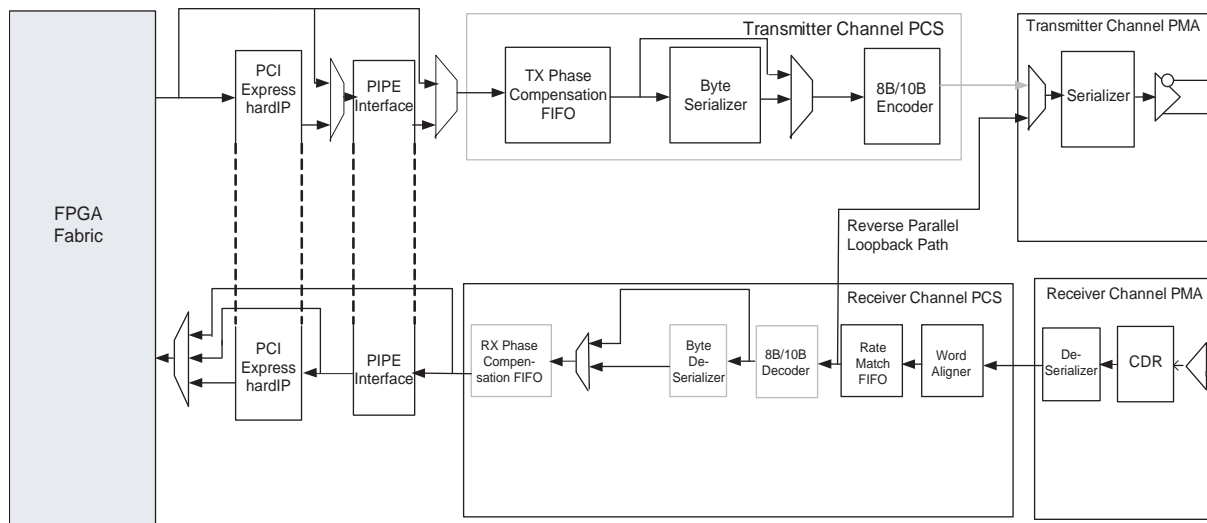 Transmitter Channel PCS
Transmitter Channel PMA
PCI
Express
hardIP
PIPE
Interface
TX Phase
Compensation
FIFO
Byte
Serializer
8B/10B
Encoder
Serializer
FPGA
Fabric
Reverse Parallel
Loopback Path
Receiver Channel PCS
Receiver Channel PMA
PCI
Express
hardIP
PIPE
Interface
RX Phase
Compen-
sation FIFO
Byte
De-
Serializer
8B/10B
Decoder
Rate
Match
FIFO
Word
Aligner
De-
Serializer
CDR